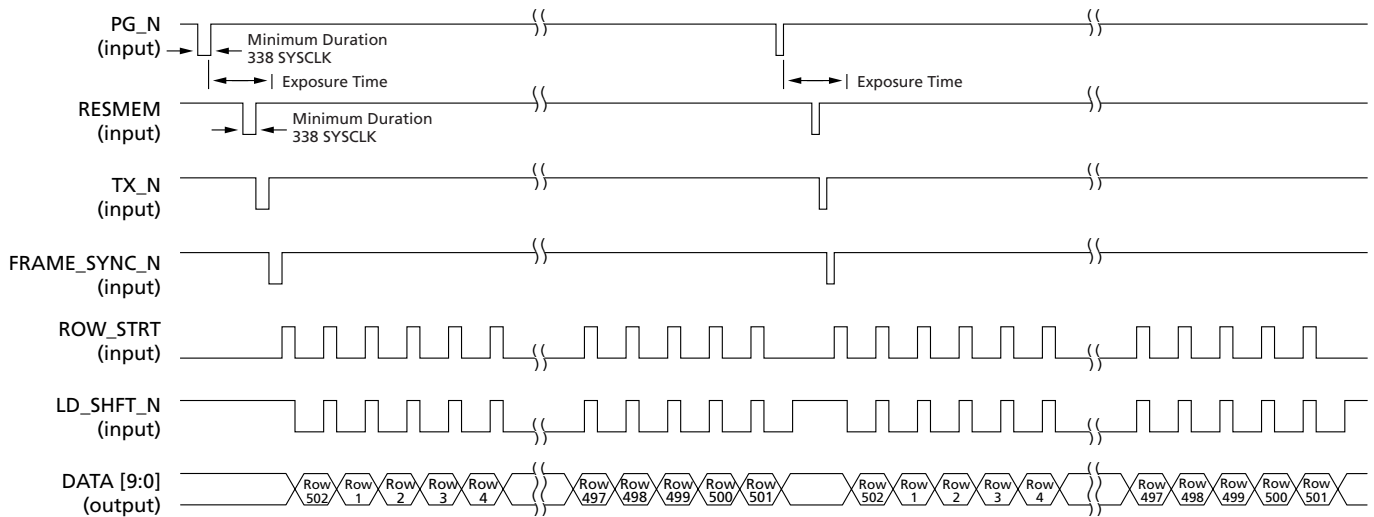 PG_N
(input)
Minimum Duration
338 SYSCLK
Exposure Time
Exposure Time
RESMEM
(input)
Minimum Duration
338 SYSCLK
TX_N
(input)
FRAME_SYNC_N
(input)
ROW_STRT
(input)
LD_SHFT_N
(input)
DATA [9:0]
(output)
Row
502
Row
1
Row
2
Row
3
Row
4
Row
497
Row
498
Row
499
Row
500
Row
501
Row
502
Row
1
Row
2
Row
3
Row
4
Row
497
Row
498
Row
499
Row
500
Row
501